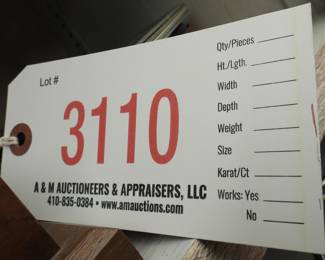 Lot #
3110
A & M AUCTIONEERS & APPRAISERS, LLC
410-835-0384 • www.amauctions.com
Qty/Pieces
Ht./Lgth.
Width
Depth
Weight
Size
Karat/Ct
Works: Yes
No